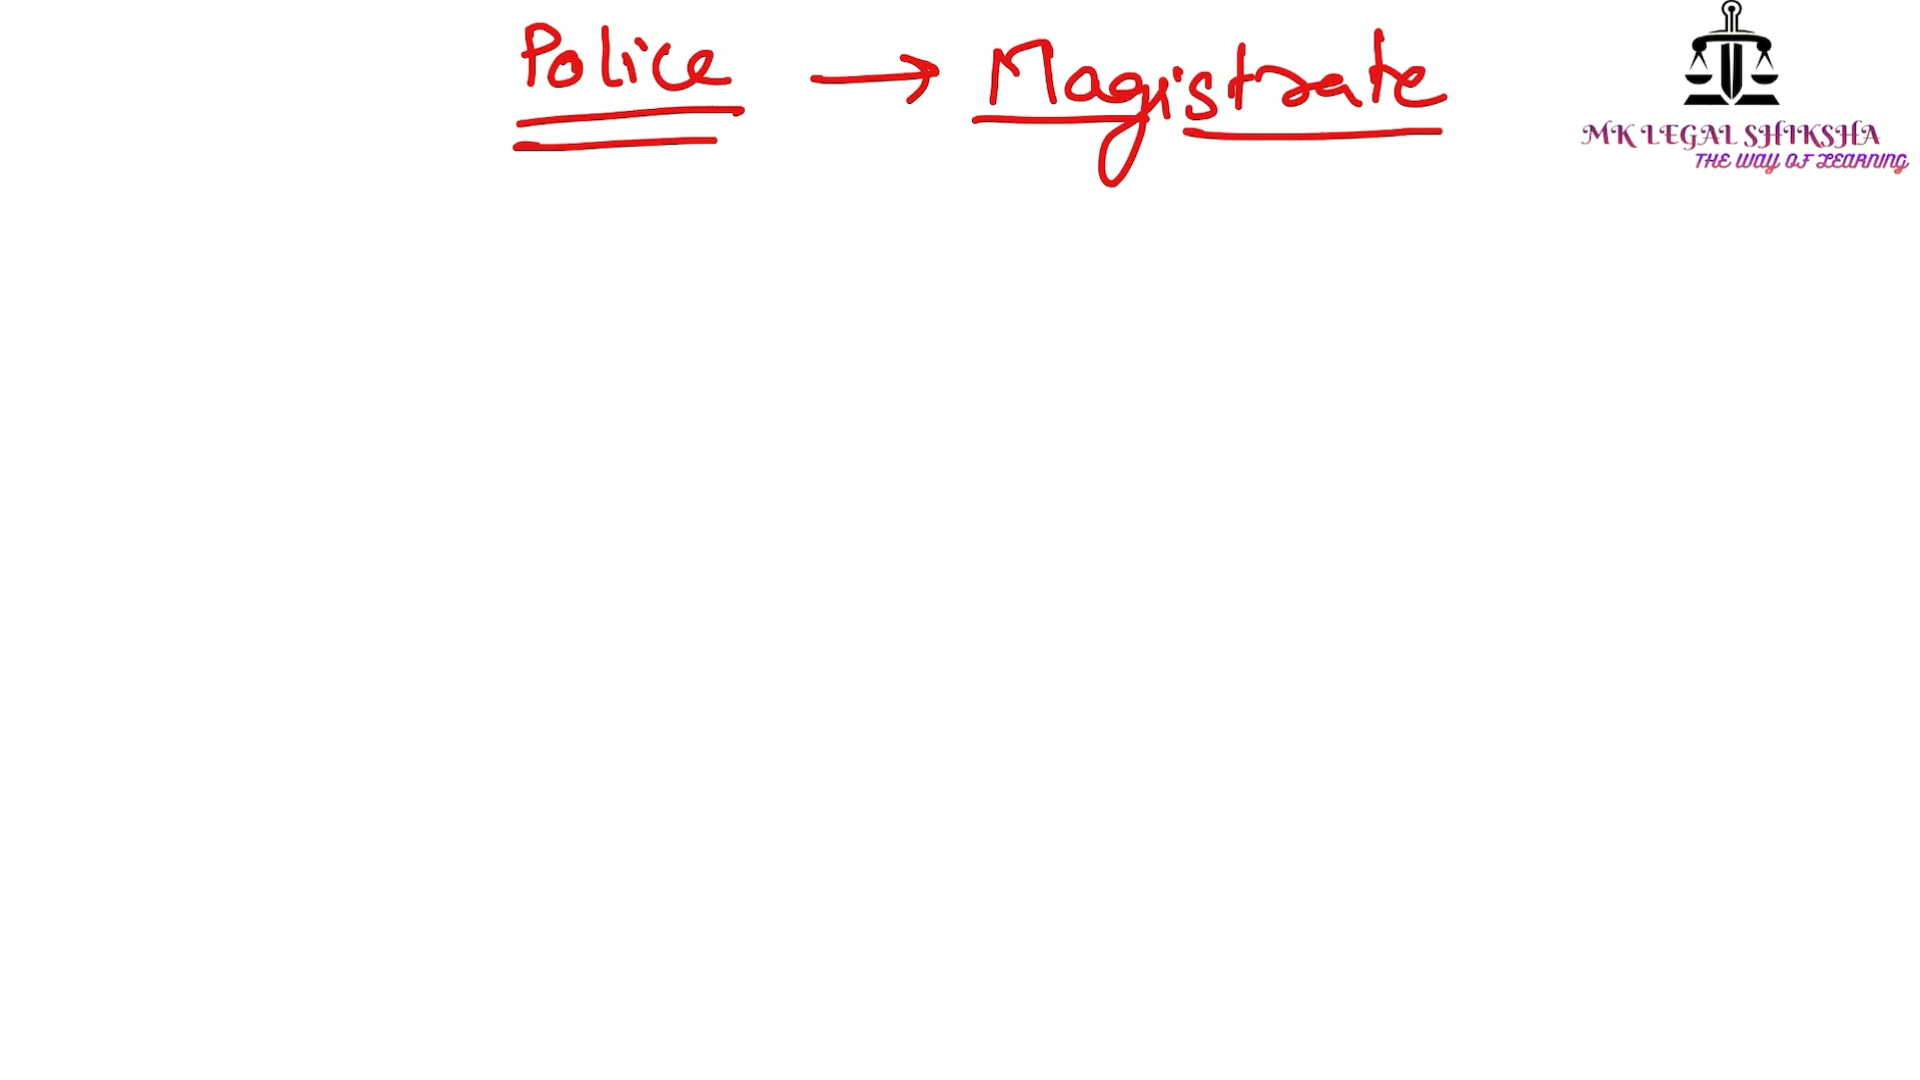 Police → Magistrate
MK LEGAL SHIKSHA
THE WAY OF LEARNING